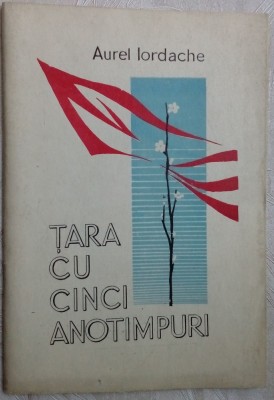 Aurel Iordache
ȚARA
CU
CINCI
ANOTIMPURI